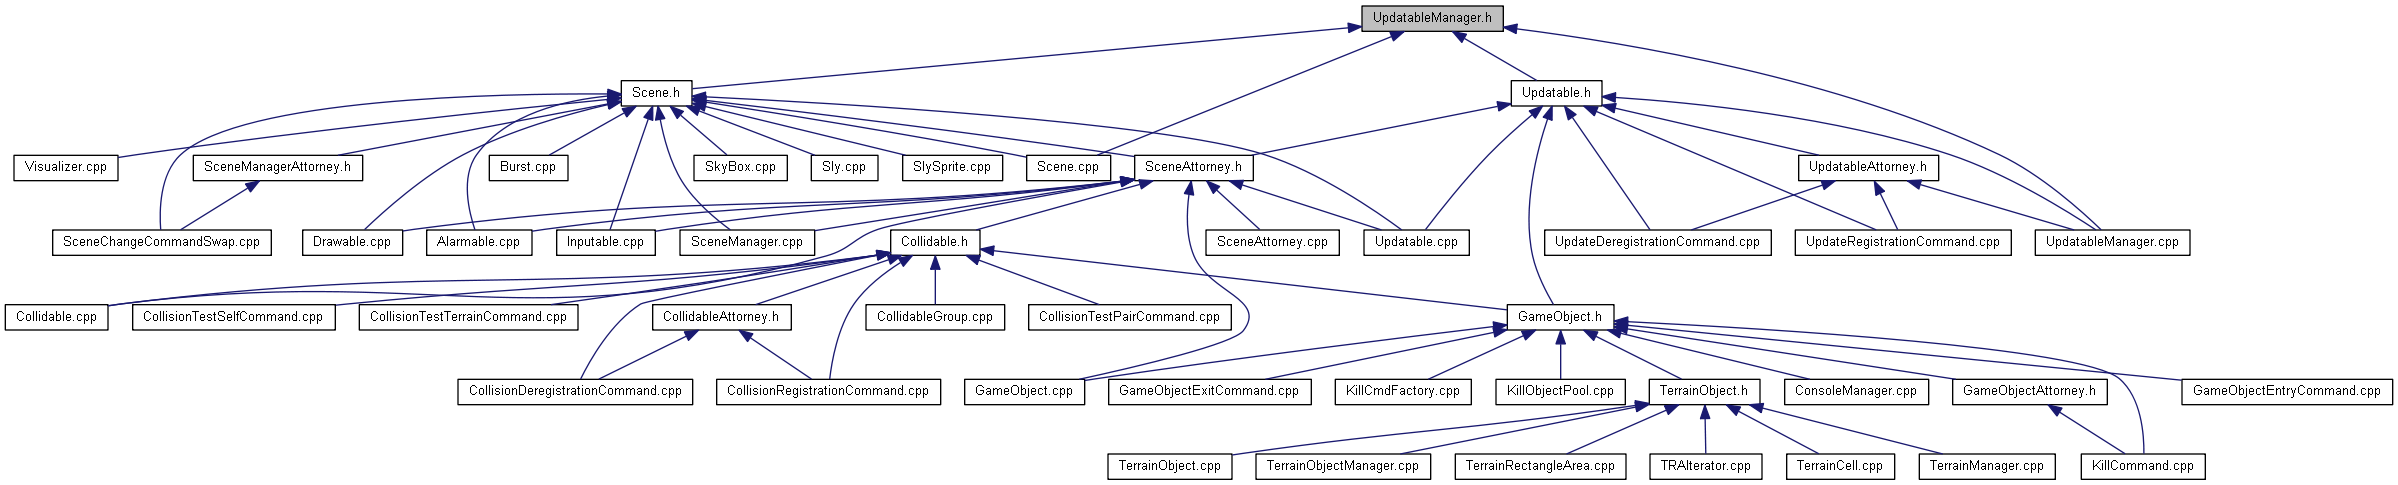 UpdatableManager.h
Scene.h
Updatable.h
Visualizer.cpp
SceneManagerAttorney.h
Burst.cpp
SkyBox.cpp
Sly.cpp
SlySprite.cpp
Scene.cpp
SceneAttorney.h
UpdatableAttorney.h
SceneChangeCommandSwap.cpp
Drawable.cpp
Alarmable.cpp
Inputable.cpp
SceneManager.cpp
Collidable.h
SceneAttorney.cpp
Updatable.cpp
UpdateDeregistrationCommand.cpp
UpdateRegistrationCommand.cpp
UpdatableManager.cpp
Collidable.cpp
CollisionTestSelfCommand.cpp
CollisionTestTerrainCommand.cpp
CollidableAttorney.h
CollidableGroup.cpp
CollisionTestPairCommand.cpp
GameObject.h
CollisionDeregistrationCommand.cpp
CollisionRegistrationCommand.cpp
GameObject.cpp
GameObjectExitCommand.cpp
KillCmdFactory.cpp
KillObjectPool.cpp
TerrainObject.h
ConsoleManager.cpp
GameObjectAttorney.h
GameObjectEntryCommand.cpp
TerrainObject.cpp
TerrainObjectManager.cpp
TerrainRectangleArea.cpp
TRAIterator.cpp
TerrainCell.cpp
TerrainManager.cpp
KillCommand.cpp